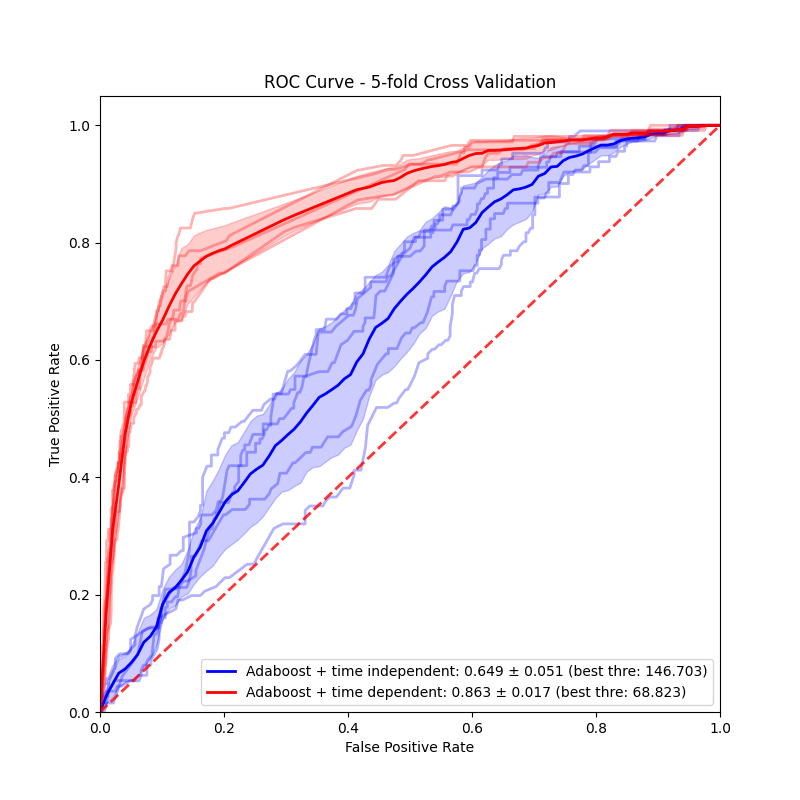 ROC Curve - 5-fold Cross Validation
True Positive Rate
1.0
0.8
0.6
0.4
0.2
0.0
Adaboost + time independent: 0.649 ± 0.051 (best thre: 146.703)
Adaboost + time dependent: 0.863 ± 0.017 (best thre: 68.823)
0.0 0.2 0.4 0.6 0.8 1.0
False Positive Rate